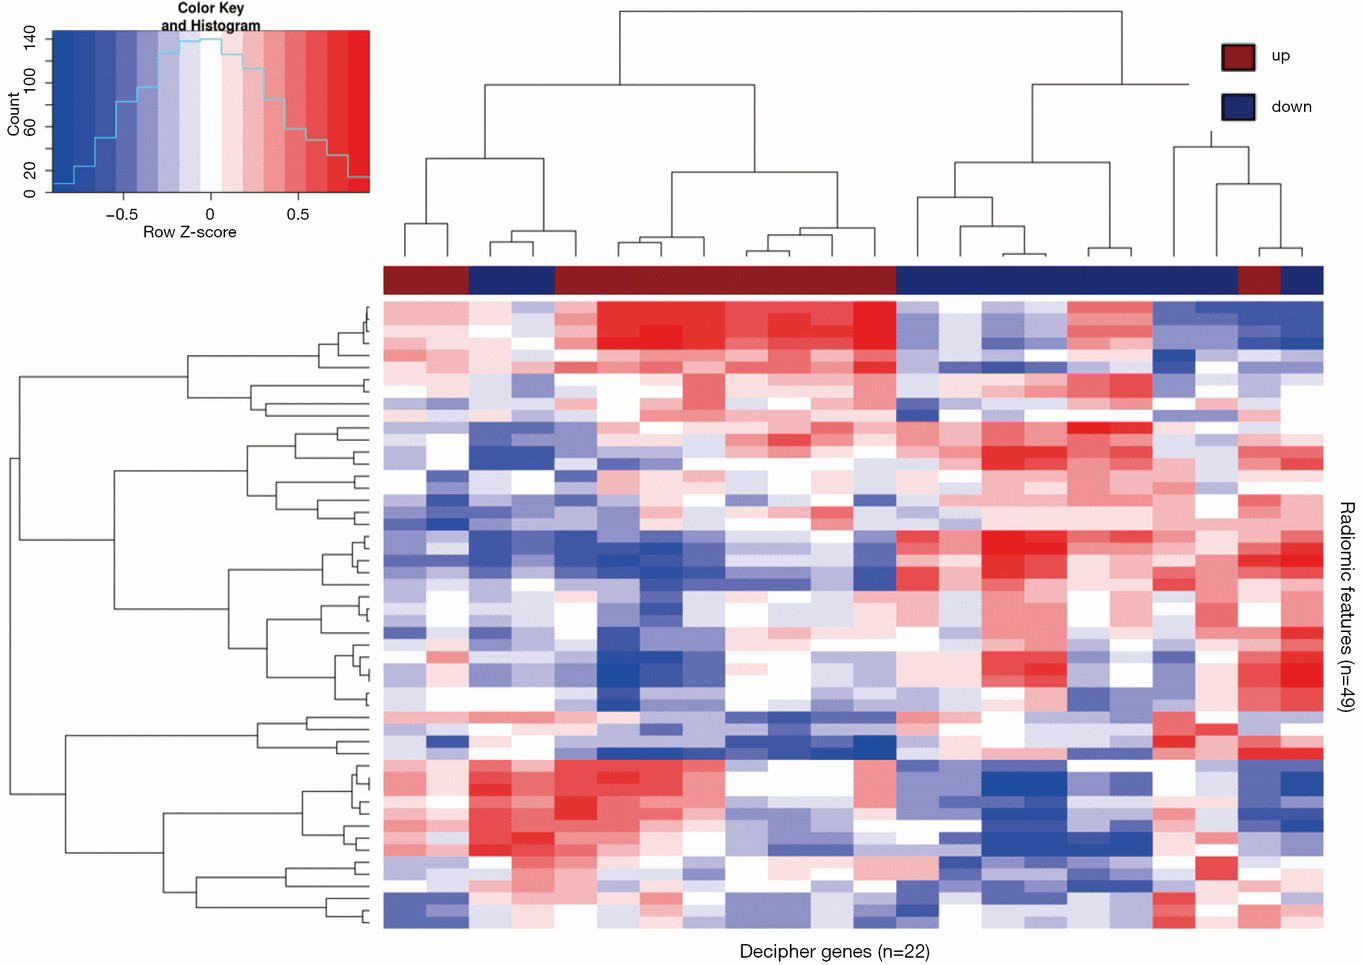 Color Key
and Histogram
Count
0 20 60 100 140
−0.5 0 0.5
Row Z-score
up
down
Radiomic features (n=49)
Decipher genes (n=22)